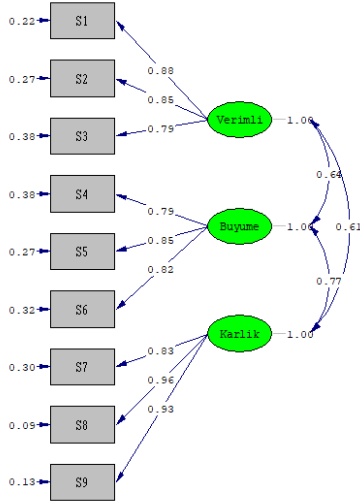 0.22 S1
0.88
0.27 S2
0.85
0.38 S3
0.79
Verimli 1.00
0.64
0.38 S4
0.79
0.27 S5
0.85
Buyume 1.00
0.61
0.32 S6
0.82
0.77
Karlik 1.00
0.30 S7
0.83
0.09 S8
0.96
0.93
0.13 S9